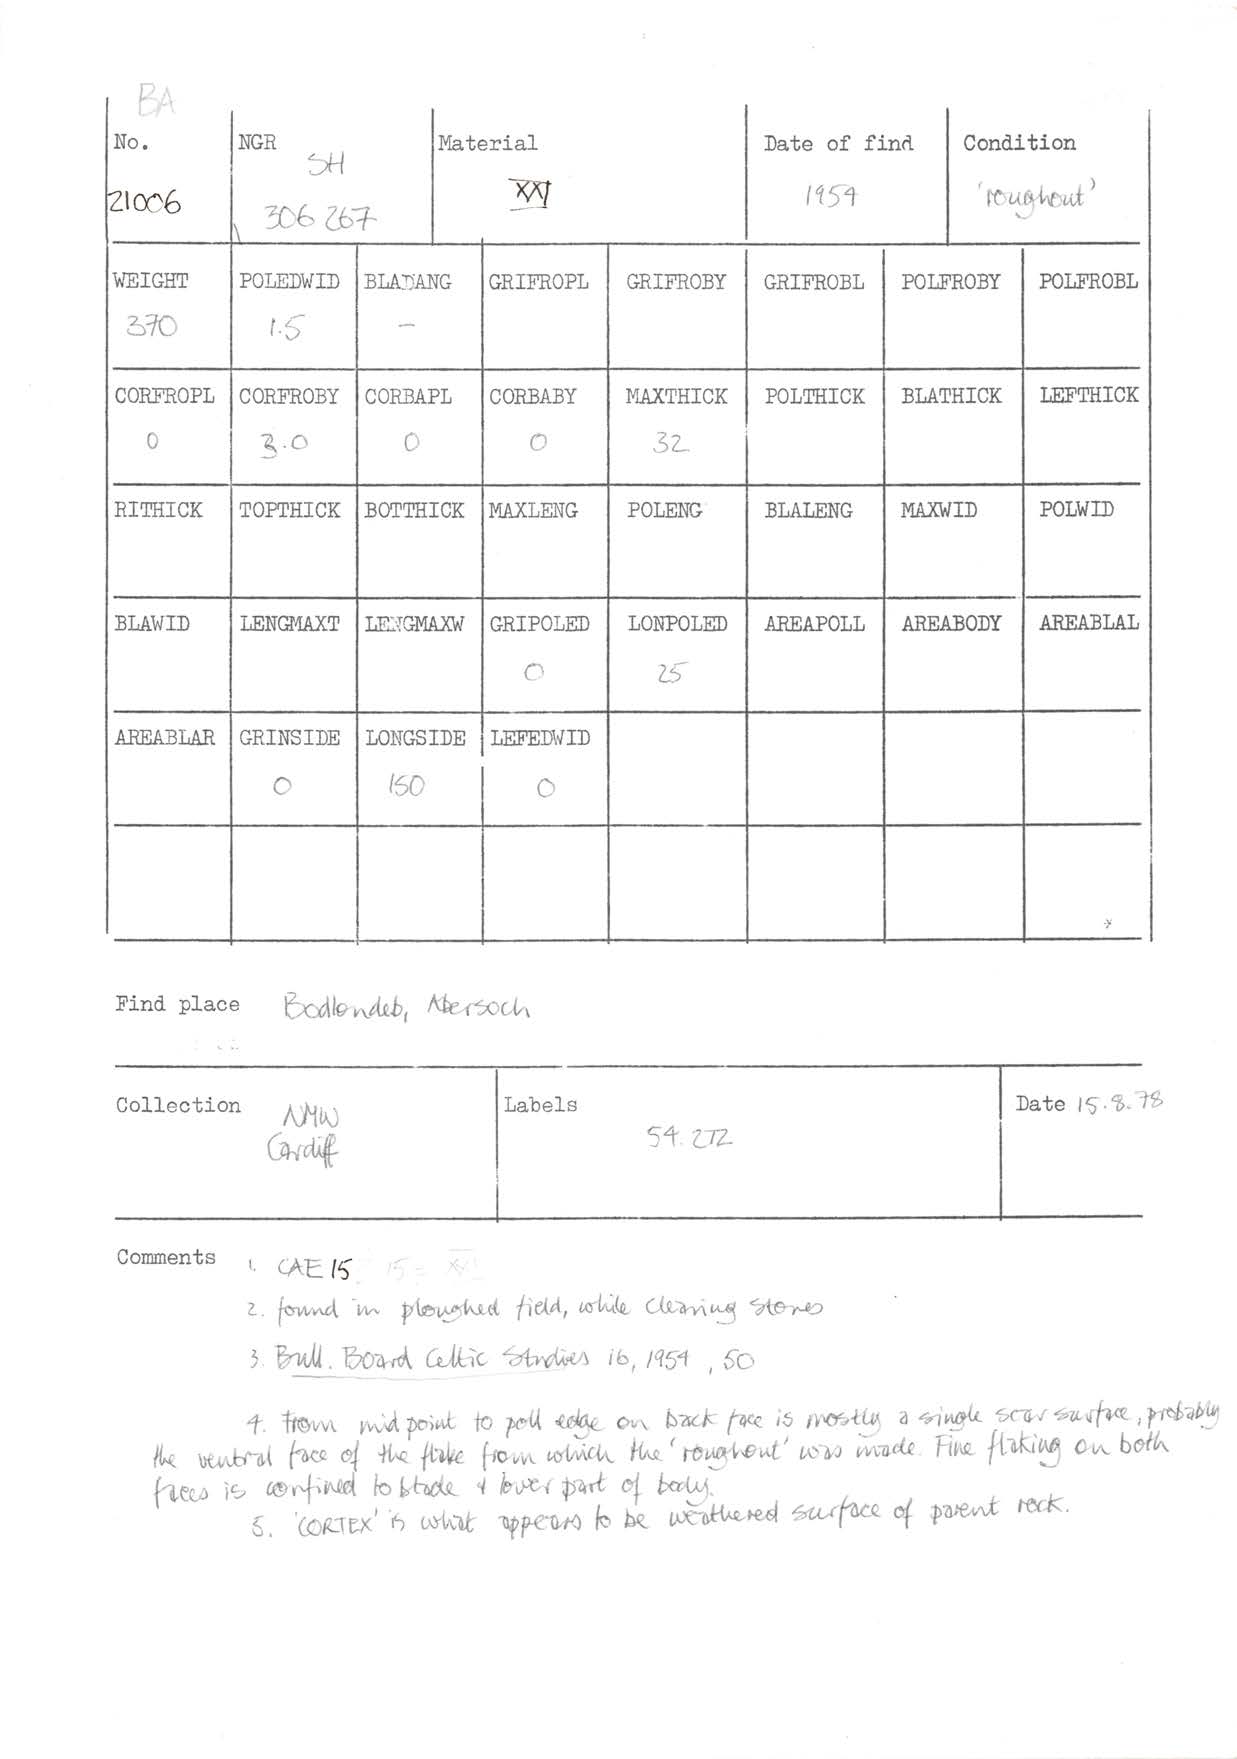 BA
No. NGR Material Date of find Condition
SH
21006 306 267 XXI 1954 'roughout'
WEIGHT POLEDWID BLADANG GRIFROPL GRIFROBY GRIFROBL POLFROBY POLFROBL
370 1.5 -
CORFROPL CORFROBY CORBAPL CORBABY MAXTHICK POLTHICK BLATHICK LEFTHICK
0 3.0 0 0 32
RITHICK TOPTHICK BOTTHICK MAXLENG POLENG BLALENG MAXWID POLWID
BLAWID LENGMAXT LENGMAXW GRIPOLED LONPOLED AREAPOLL AREABODY AREABLAL
0 25
AREABLAR GRINSIDE LONGSIDE LEFEDWID
0 150 0
Find place Bodlondeb, Abersoch
Collection Labels Date 15.8.78
NMW
Cardiff 54.272
Comments 1. CAE 15
2. found in ploughed field, while clearing stones
3. Bull. Board Celtic Studies 16, 1954, 50
4. From midpoint to poll edge on back face is mostly a single scar surface, probably
the ventral face of the flake from which the 'roughout' was made. Fine flaking on both
faces is confined to blade + lower part of body.
5. 'CORTEX' is what appears to be weathered surface of parent rock.